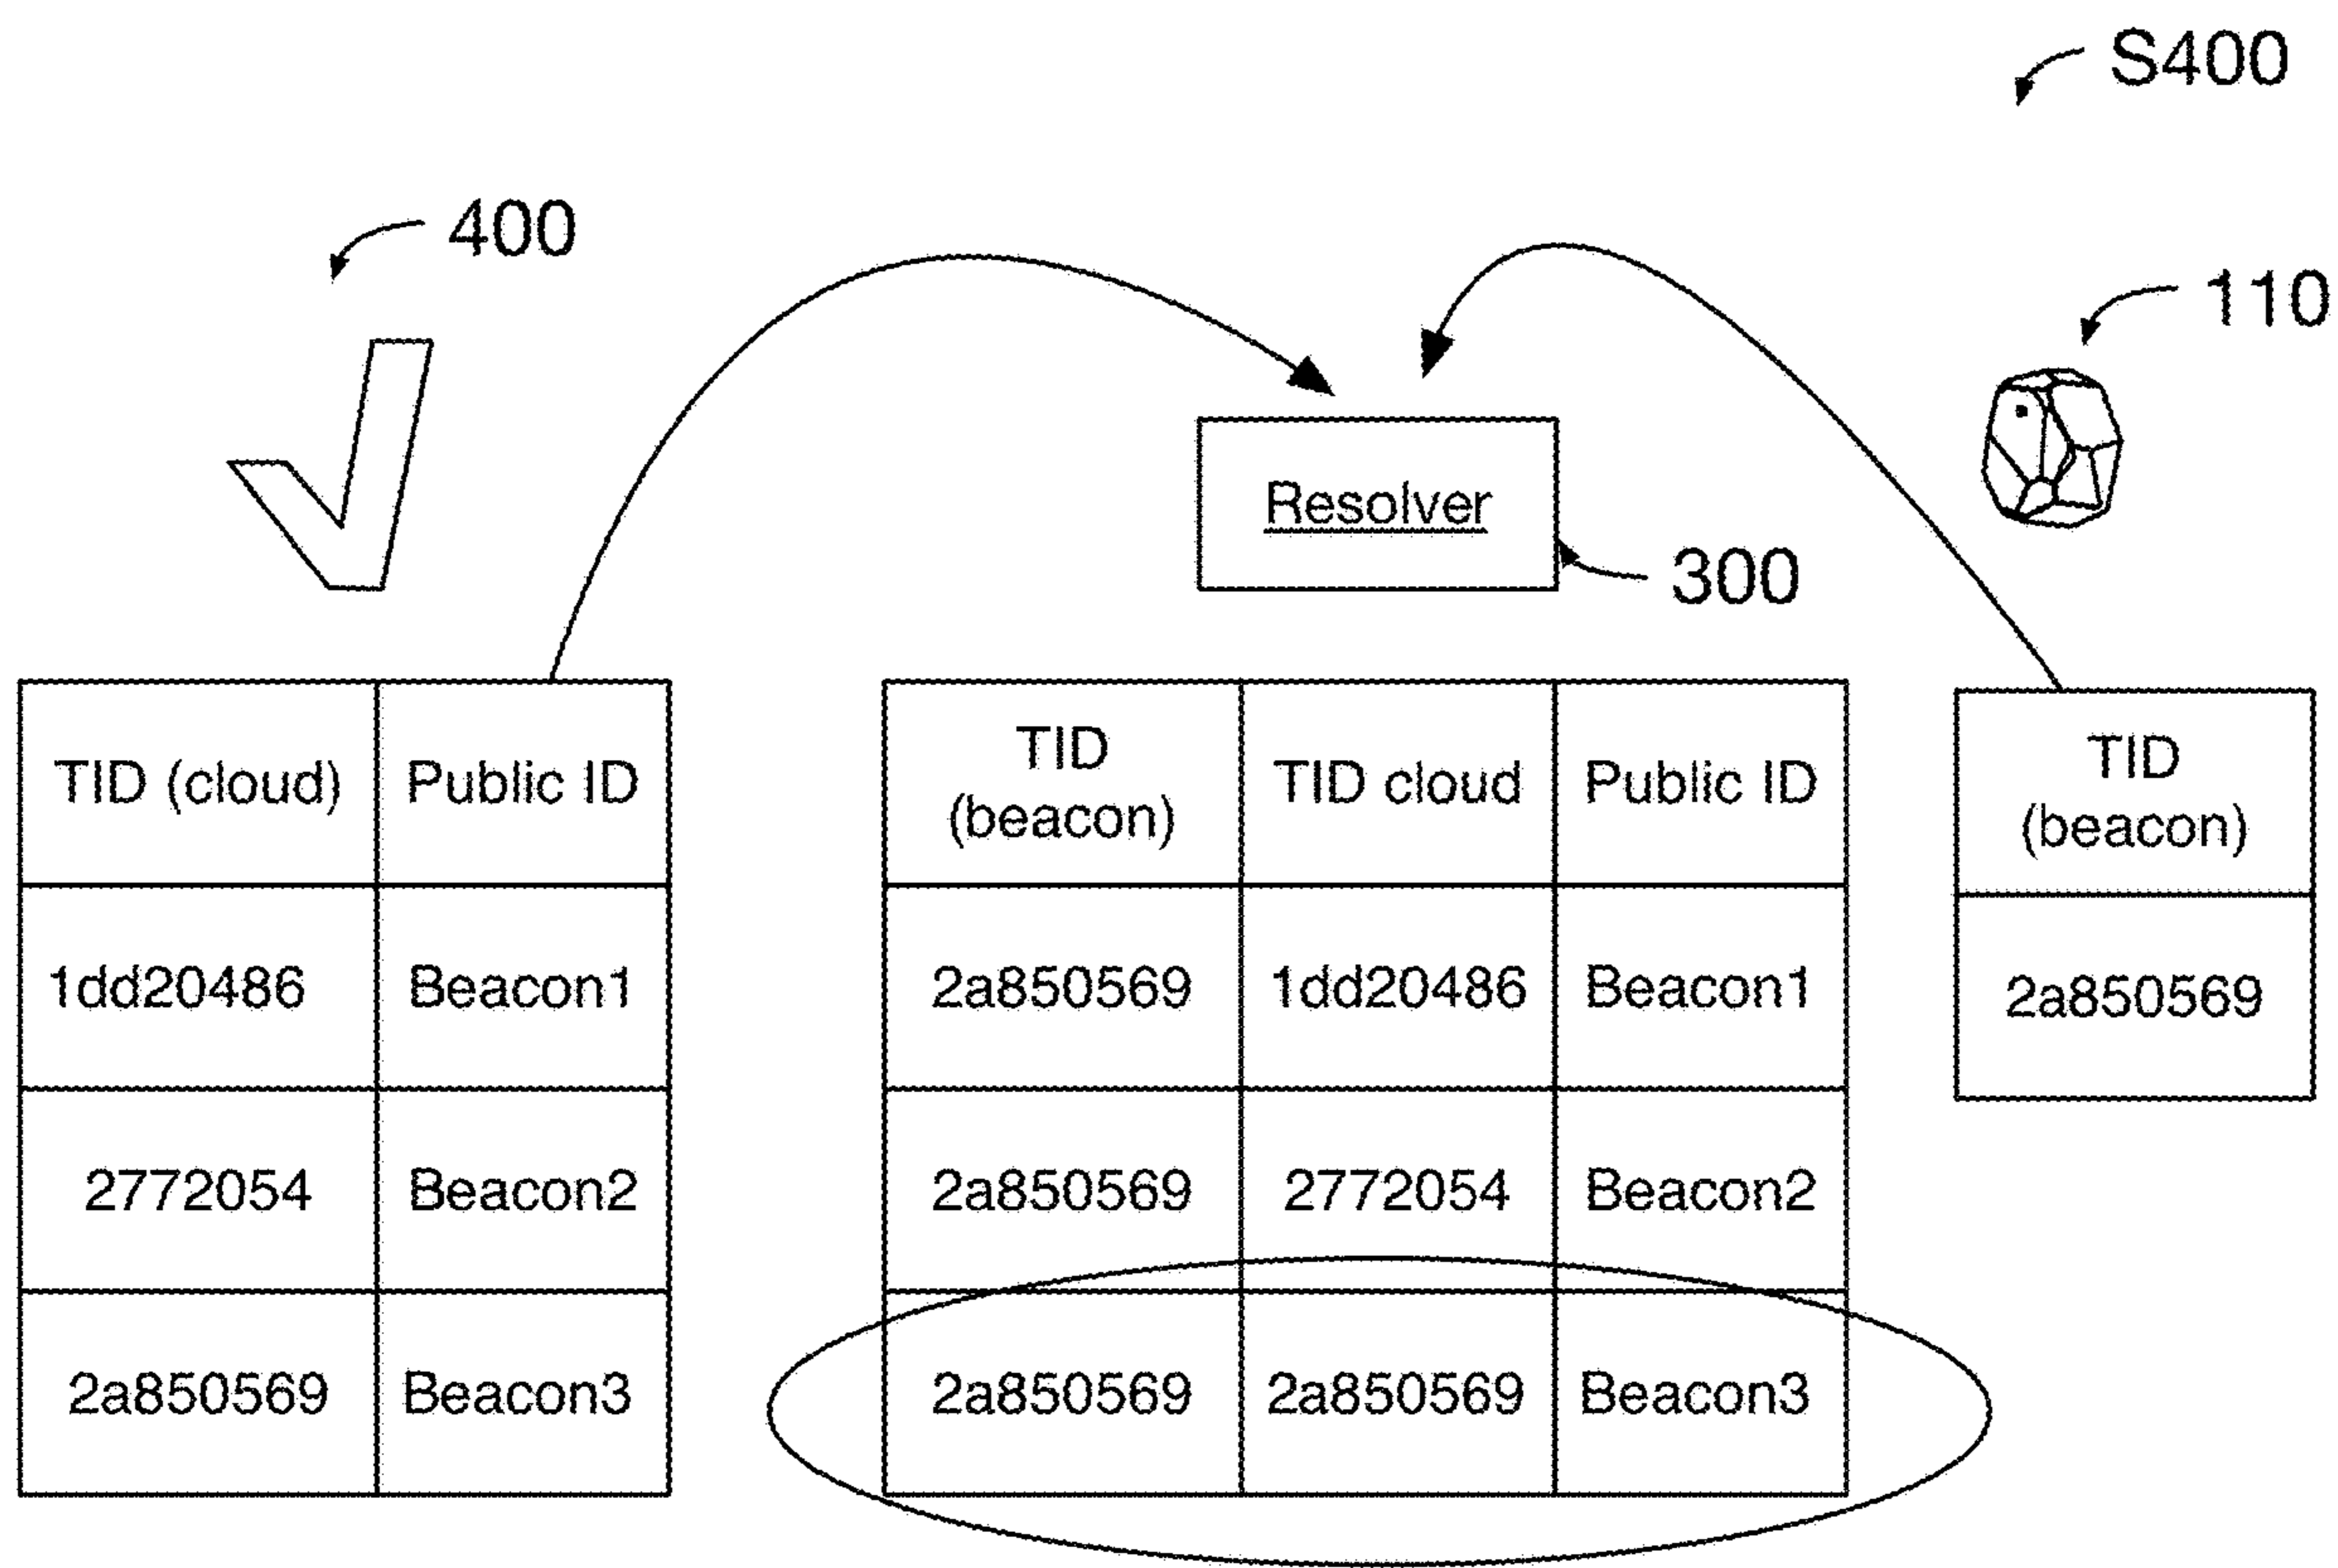 S400
400
110
Resolver
300
TID (cloud) Public ID
1dd20486 Beacon1
2772054 Beacon2
2a850569 Beacon3
TID
(beacon) TID cloud Public ID
2a850569 1dd20486 Beacon1
2a850569 2772054 Beacon2
2a850569 2a850569 Beacon3
TID
(beacon)
2a850569